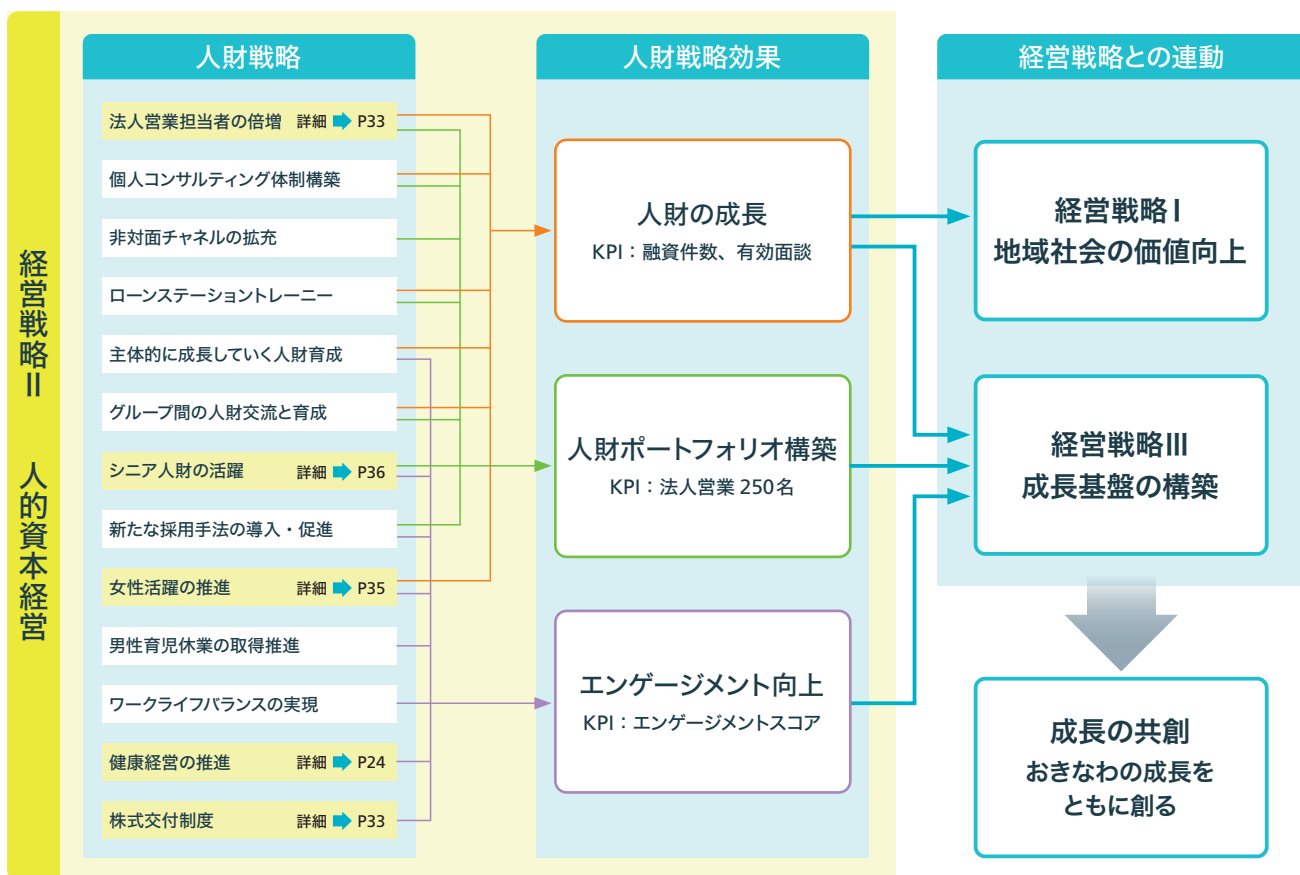 経営戦略Ⅱ 人的資本経営
人財戦略
法人営業担当者の倍増 詳細 P33
個人コンサルティング体制構築
非対面チャネルの拡充
ローンステーショントレーニー
主体的に成長していく人財育成
グループ間の人財交流と育成
シニア人財の活躍 詳細 P36
新たな採用手法の導入・促進
女性活躍の推進 詳細 P35
男性育児休業の取得推進
ワークライフバランスの実現
健康経営の推進 詳細 P24
株式交付制度 詳細 P33
人財戦略効果
人財の成長
KPI：融資件数、有効面談
人財ポートフォリオ構築
KPI：法人営業 250名
エンゲージメント向上
KPI：エンゲージメントスコア
経営戦略との連動
経営戦略Ⅰ
地域社会の価値向上
経営戦略Ⅲ
成長基盤の構築
成長の共創
おきなわの成長を
ともに創る